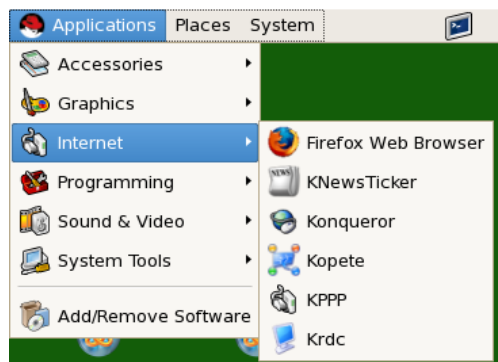 Applications Places System
Accessories
Graphics
Internet
Programming
Sound & Video
System Tools
Add/Remove Software
Firefox Web Browser
NEWS
KNewsTicker
Konqueror
Kopete
KPPP
Krdc